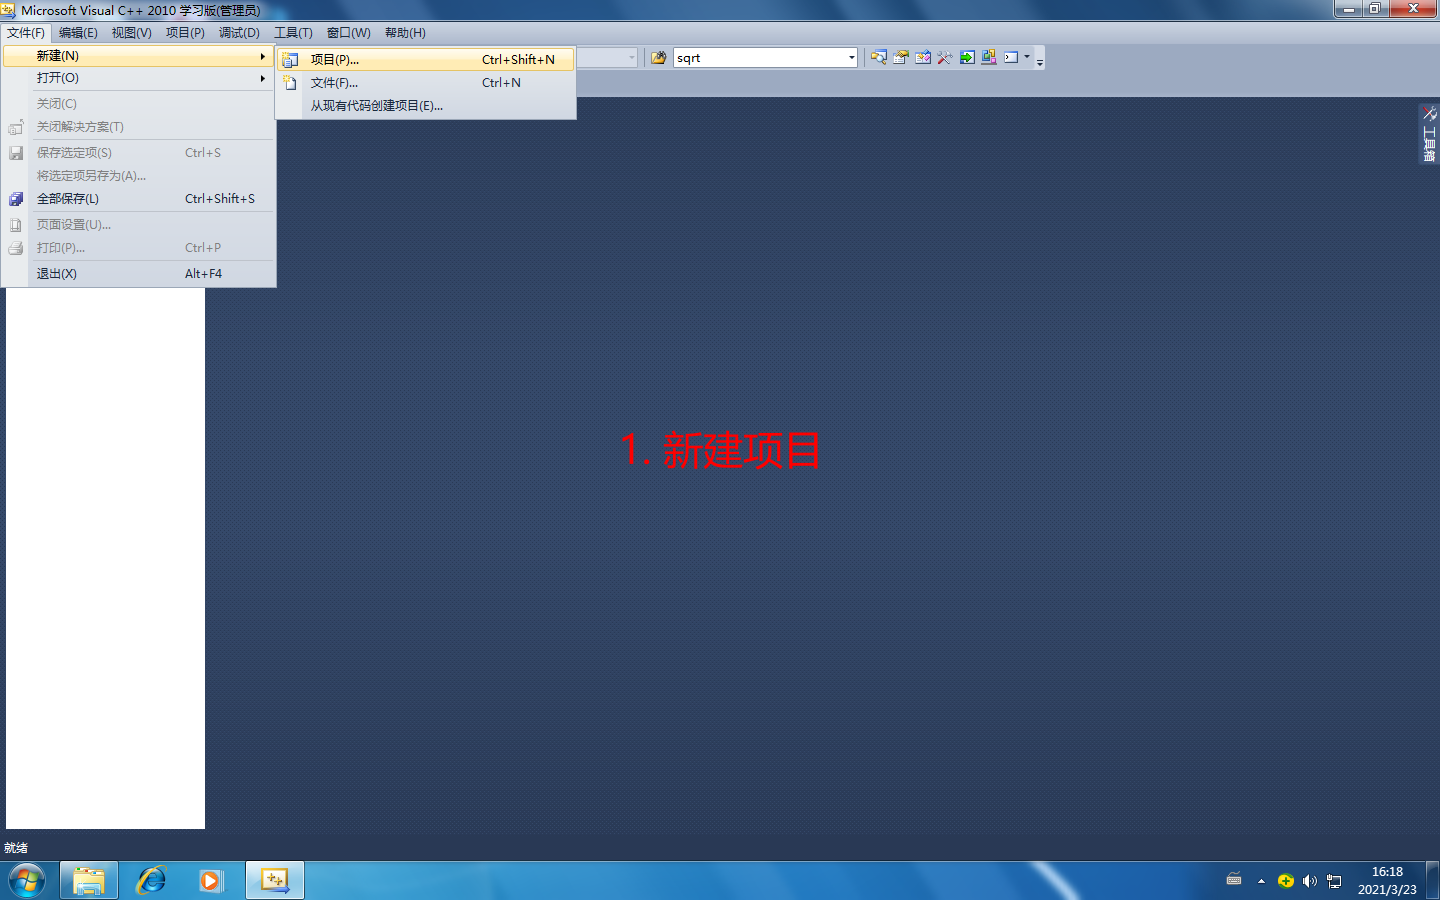 Microsoft Visual C++ 2010 学习版(管理员)
文件(F) 编辑(E) 视图(V) 项目(P) 调试(D) 工具(T) 窗口(W) 帮助(H)
新建(N)
打开(O)
关闭(C)
关闭解决方案(T)
保存选定项(S) Ctrl+S
将选定项另存为(A)...
全部保存(L) Ctrl+Shift+S
页面设置(U)...
打印(P)... Ctrl+P
退出(X) Alt+F4
项目(P)... Ctrl+Shift+N
文件(F)... Ctrl+N
从现有代码创建项目(E)...
sqrt
工具箱
1. 新建项目
就绪
16:18
2021/3/23